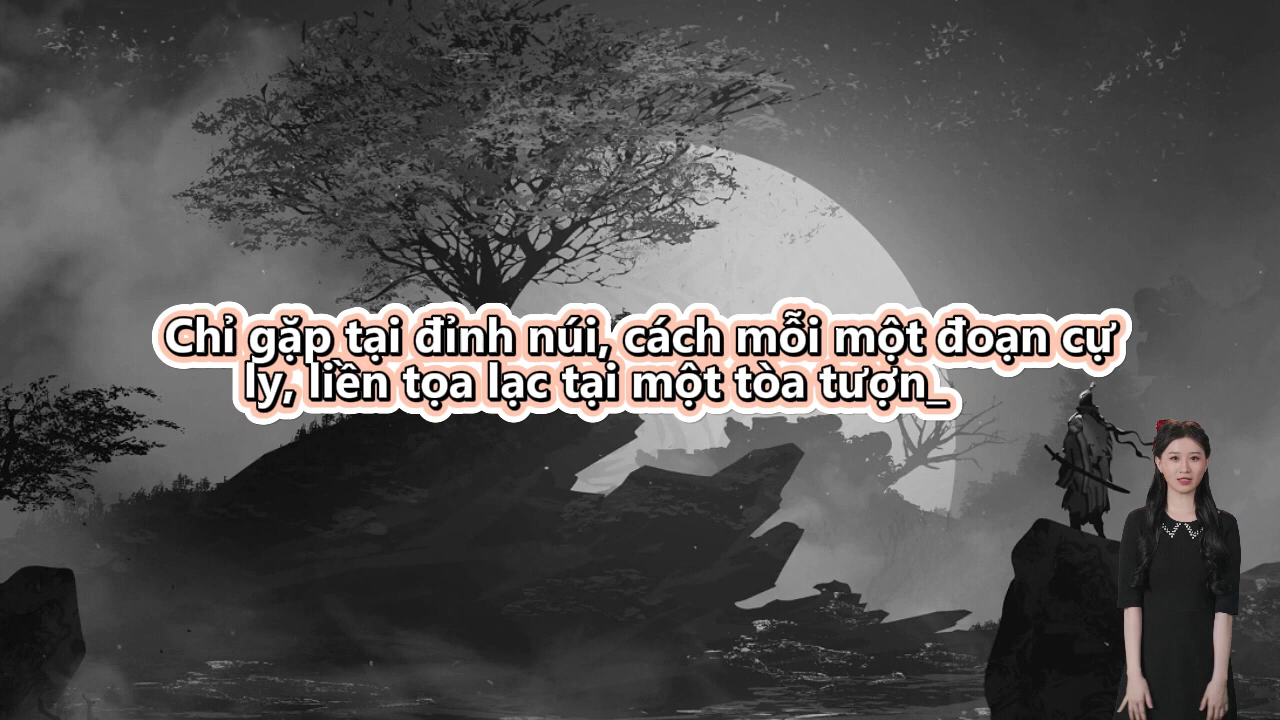 Chỉ gặp tại đỉnh núi, cách mỗi một đoạn cự
ly, liền tọa lạc tại một tòa tượn_